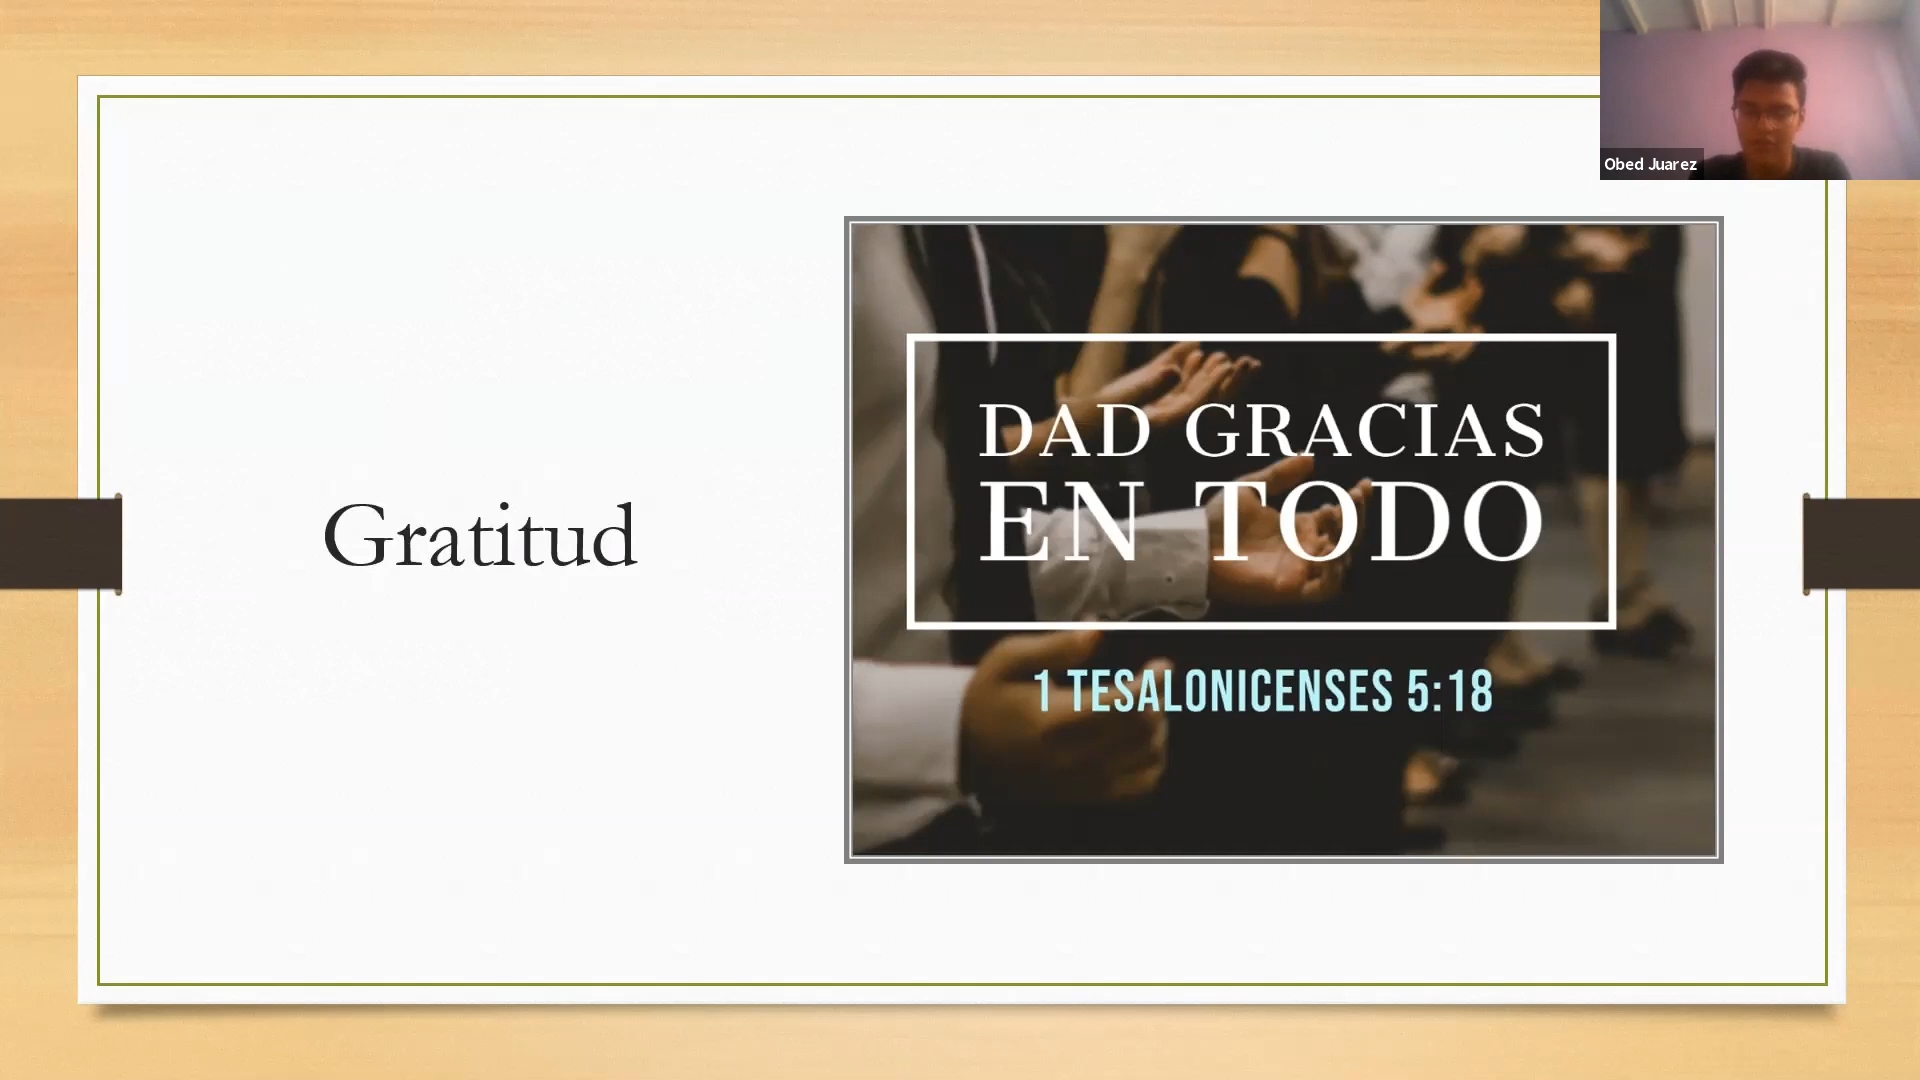 Obed Juarez
Gratitud
DAD GRACIAS
EN TODO
1 TESALONICENSES 5:18